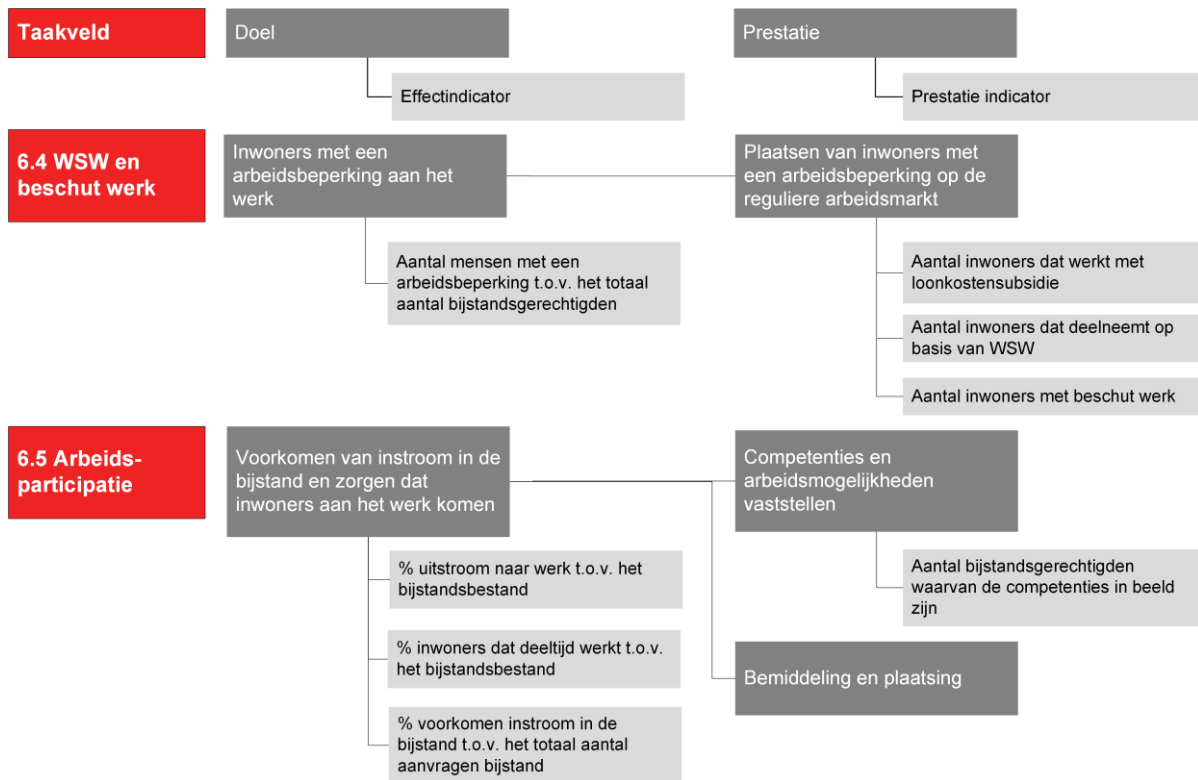 Taakveld
Doel
Prestatie
Effectindicator
Prestatie indicator
6.4 WSW en
beschut werk
Inwoners met een
arbeidsbeperking aan het
werk
Plaatsen van inwoners met
een arbeidsbeperking op de
reguliere arbeidsmarkt
Aantal mensen met een
arbeidsbeperking t.o.v. het totaal
aantal bijstandsgerechtigden
Aantal inwoners dat werkt met
loonkostensubsidie
Aantal inwoners dat deelneemt op
basis van WSW
Aantal inwoners met beschut werk
6.5 Arbeids-
participatie
Voorkomen van instroom in de
bijstand en zorgen dat
inwoners aan het werk komen
Competenties en
arbeidsmogelijkheden
vaststellen
% uitstroom naar werk t.o.v. het
bijstandsbestand
Aantal bijstandsgerechtigden
waarvan de competenties in beeld
zijn
% inwoners dat deeltijd werkt t.o.v.
het bijstandsbestand
Bemiddeling en plaatsing
% voorkomen instroom in de
bijstand t.o.v. het totaal aantal
aanvragen bijstand